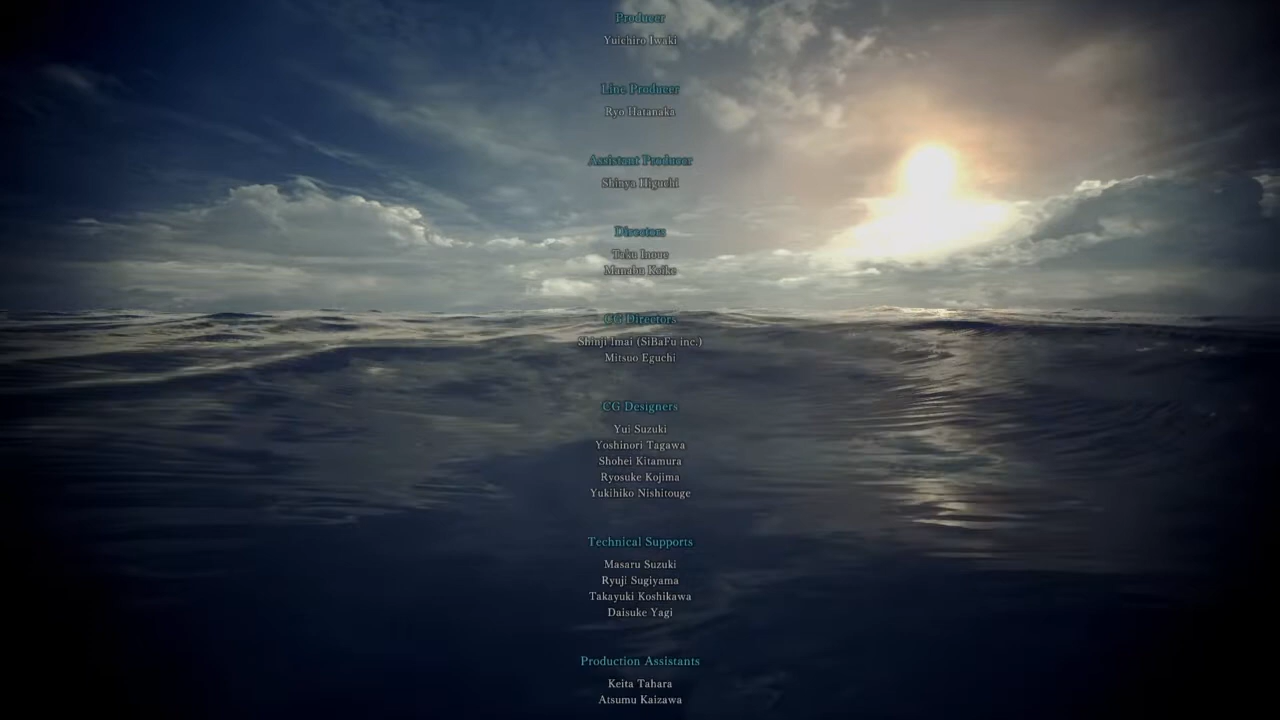 Producer
Yuichiro Iwaki
Line Producer
Ryo Hatanaka
Assistant Producer
Shinya Higuchi
Directors
Taku Inoue
Manabu Koike
CG Directors
Shinji Imai (SiBaFu inc.)
Mitsuo Eguchi
CG Designers
Yui Suzuki
Yoshinori Tagawa
Shohei Kitamura
Ryosuke Kojima
Yukihiko Nishitouge
Technical Supports
Masaru Suzuki
Ryuji Sugiyama
Takayuki Koshikawa
Daisuke Yagi
Production Assistants
Keita Tahara
Atsumu Kaizawa